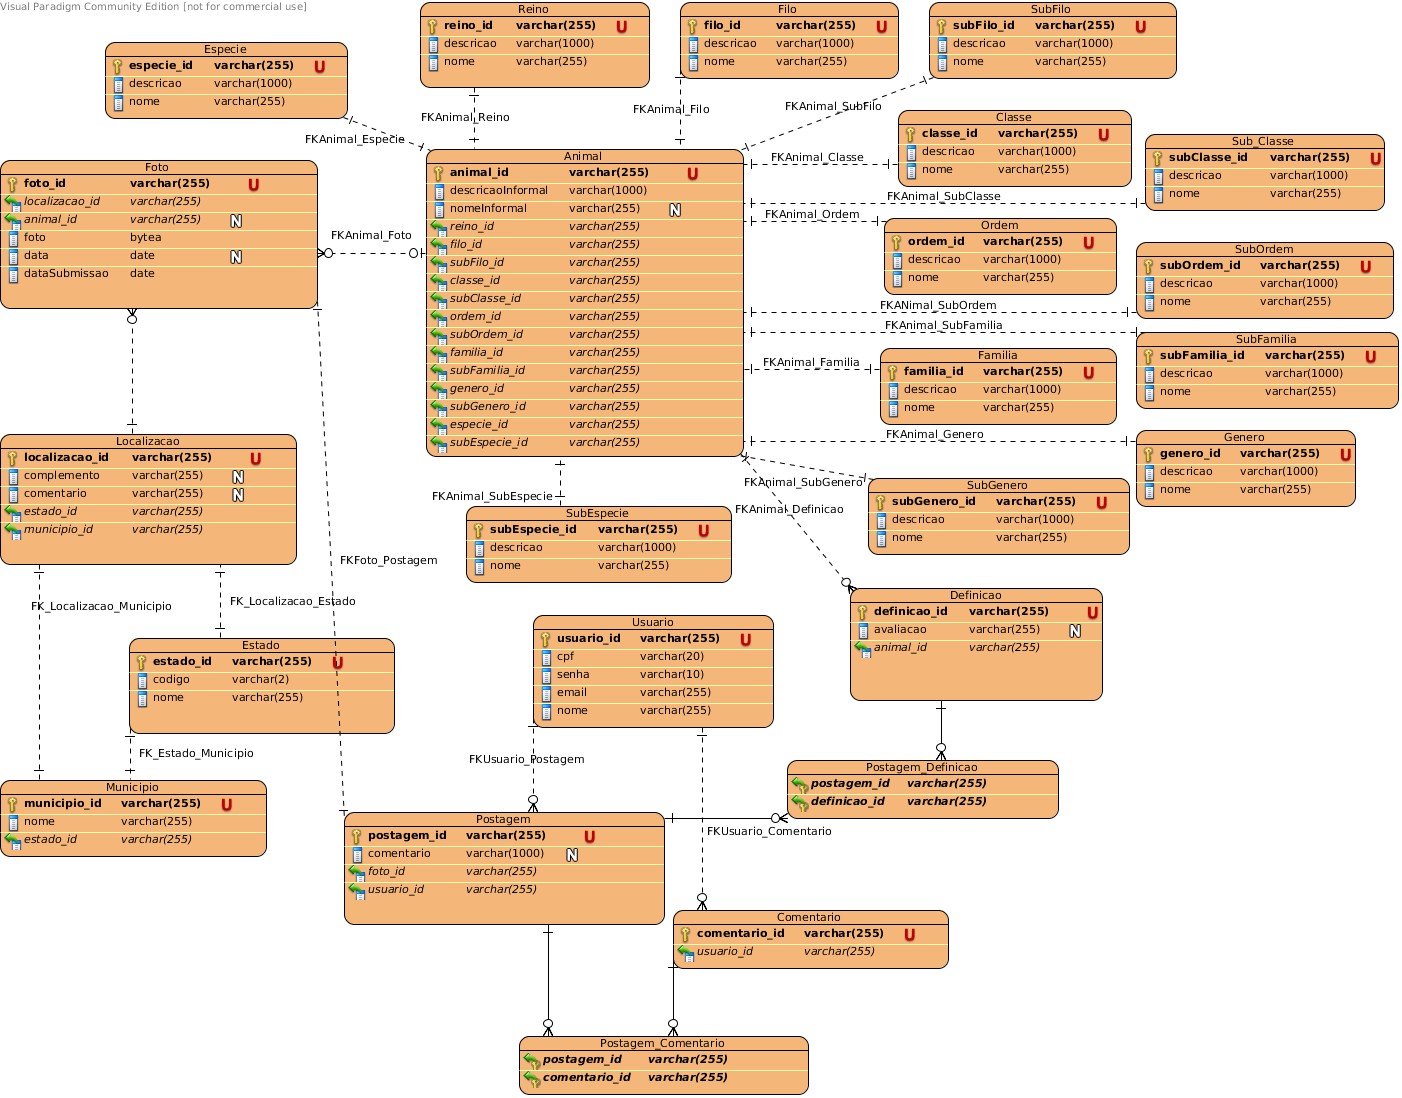 Visual Paradigm Community Edition [not for commercial use]
Reino
reino_id varchar(255) U
descricao varchar(1000)
nome varchar(255)
Filo
filo_id varchar(255) U
descricao varchar(1000)
nome varchar(255)
SubFilo
subFilo_id varchar(255) U
descricao varchar(1000)
nome varchar(255)
Especie
especie_id varchar(255) U
descricao varchar(1000)
nome varchar(255)
FKAnimal_Especie
FKAnimal_Reino
FKAnimal_Filo
FKAnimal_SubFilo
Classe
classe_id varchar(255) U
descricao varchar(1000)
nome varchar(255)
FKAnimal_Classe
Sub_Classe
subClasse_id varchar(255) U
descricao varchar(1000)
nome varchar(255)
FKAnimal_SubClasse
Foto
foto_id varchar(255) U
localizacao_id varchar(255)
animal_id varchar(255) N
foto bytea
data date N
dataSubmissao date
FKAnimal_Foto
Animal
animal_id varchar(255) U
descricaoInformal varchar(1000)
nomeInformal varchar(255) N
reino_id varchar(255)
filo_id varchar(255)
subFilo_id varchar(255)
classe_id varchar(255)
subClasse_id varchar(255)
ordem_id varchar(255)
subOrdem_id varchar(255)
familia_id varchar(255)
subFamilia_id varchar(255)
genero_id varchar(255)
subGenero_id varchar(255)
especie_id varchar(255)
subEspecie_id varchar(255)
FKAnimal_Ordem
Ordem
ordem_id varchar(255) U
descricao varchar(1000)
nome varchar(255)
SubOrdem
subOrdem_id varchar(255) U
descricao varchar(1000)
nome varchar(255)
FKANimal_SubOrdem
FKAnimal_SubFamilia
SubFamilia
subFamilia_id varchar(255) U
descricao varchar(1000)
nome varchar(255)
FKAnimal_Familia
Familia
familia_id varchar(255) U
descricao varchar(1000)
nome varchar(255)
FKAnimal_Genero
Genero
genero_id varchar(255) U
descricao varchar(1000)
nome varchar(255)
Localizacao
localizacao_id varchar(255) U
complemento varchar(255) N
comentario varchar(255) N
estado_id varchar(255)
municipio_id varchar(255)
FKAnimal_SubEspecie
SubEspecie
subEspecie_id varchar(255) U
descricao varchar(1000)
nome varchar(255)
FKAnimal_SubGenero
SubGenero
subGenero_id varchar(255) U
descricao varchar(1000)
nome varchar(255)
FKAnimal_Definicao
FKFoto_Postagem
FK_Localizacao_Municipio
FK_Localizacao_Estado
Definicao
definicao_id varchar(255) U
avaliacao varchar(255) N
animal_id varchar(255)
Usuario
usuario_id varchar(255) U
cpf varchar(20)
senha varchar(10)
email varchar(255)
nome varchar(255)
Estado
estado_id varchar(255) U
codigo varchar(2)
nome varchar(255)
FK_Estado_Municipio
FKUsuario_Postagem
Postagem_Definicao
postagem_id varchar(255)
definicao_id varchar(255)
Municipio
municipio_id varchar(255) U
nome varchar(255)
estado_id varchar(255)
Postagem
postagem_id varchar(255) U
comentario varchar(1000) N
foto_id varchar(255)
usuario_id varchar(255)
FKUsuario_Comentario
Comentario
comentario_id varchar(255) U
usuario_id varchar(255)
Postagem_Comentario
postagem_id varchar(255)
comentario_id varchar(255)